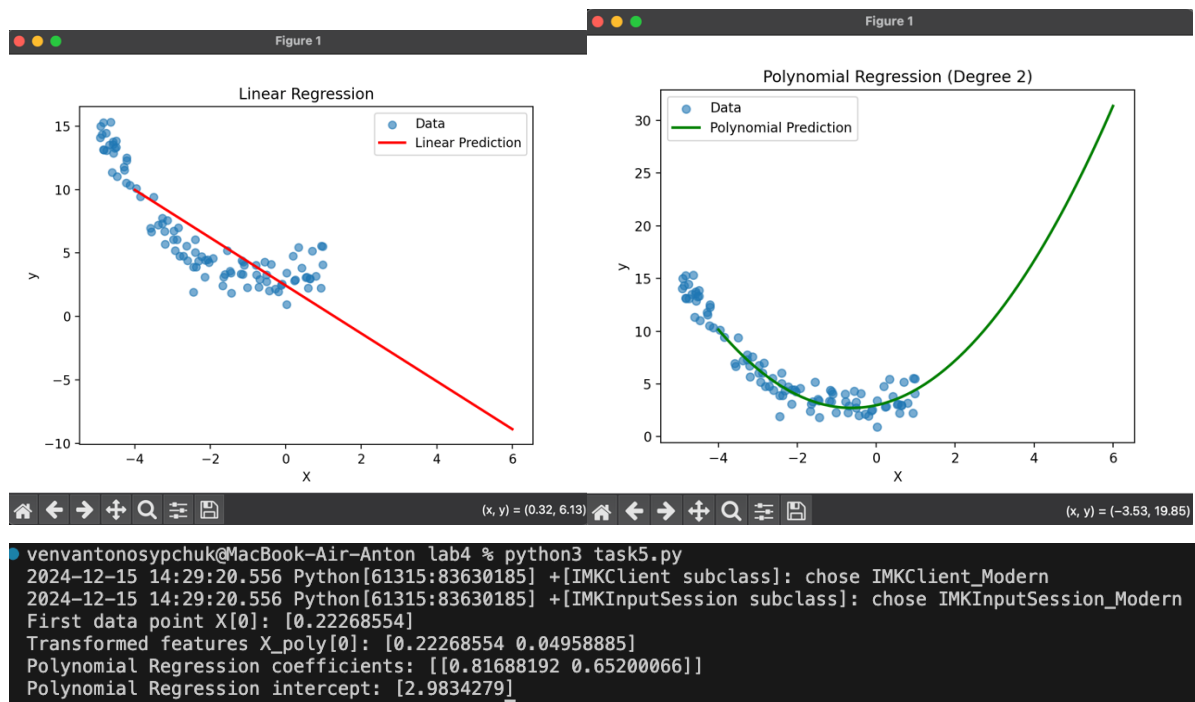 Figure 1
Linear Regression
Data
Linear Prediction
15
10
5
0
−5
−10
y
−4
−2
0
2
4
6
X
(x, y) = (0.32, 6.13)
Figure 1
Polynomial Regression (Degree 2)
Data
Polynomial Prediction
30
25
20
15
10
5
0
y
−4
−2
0
2
4
6
X
(x, y) = (−3.53, 19.85)
venvantonosypchuk@MacBook-Air-Anton lab4 % python3 task5.py
2024-12-15 14:29:20.556 Python[61315:83630185] +[IMKClient subclass]: chose IMKClient_Modern
2024-12-15 14:29:20.556 Python[61315:83630185] +[IMKInputSession subclass]: chose IMKInputSession_Modern
First data point X[0]: [0.22268554]
Transformed features X_poly[0]: [0.22268554 0.04958885]
Polynomial Regression coefficients: [[0.81688192 0.65200066]]
Polynomial Regression intercept: [2.9834279]